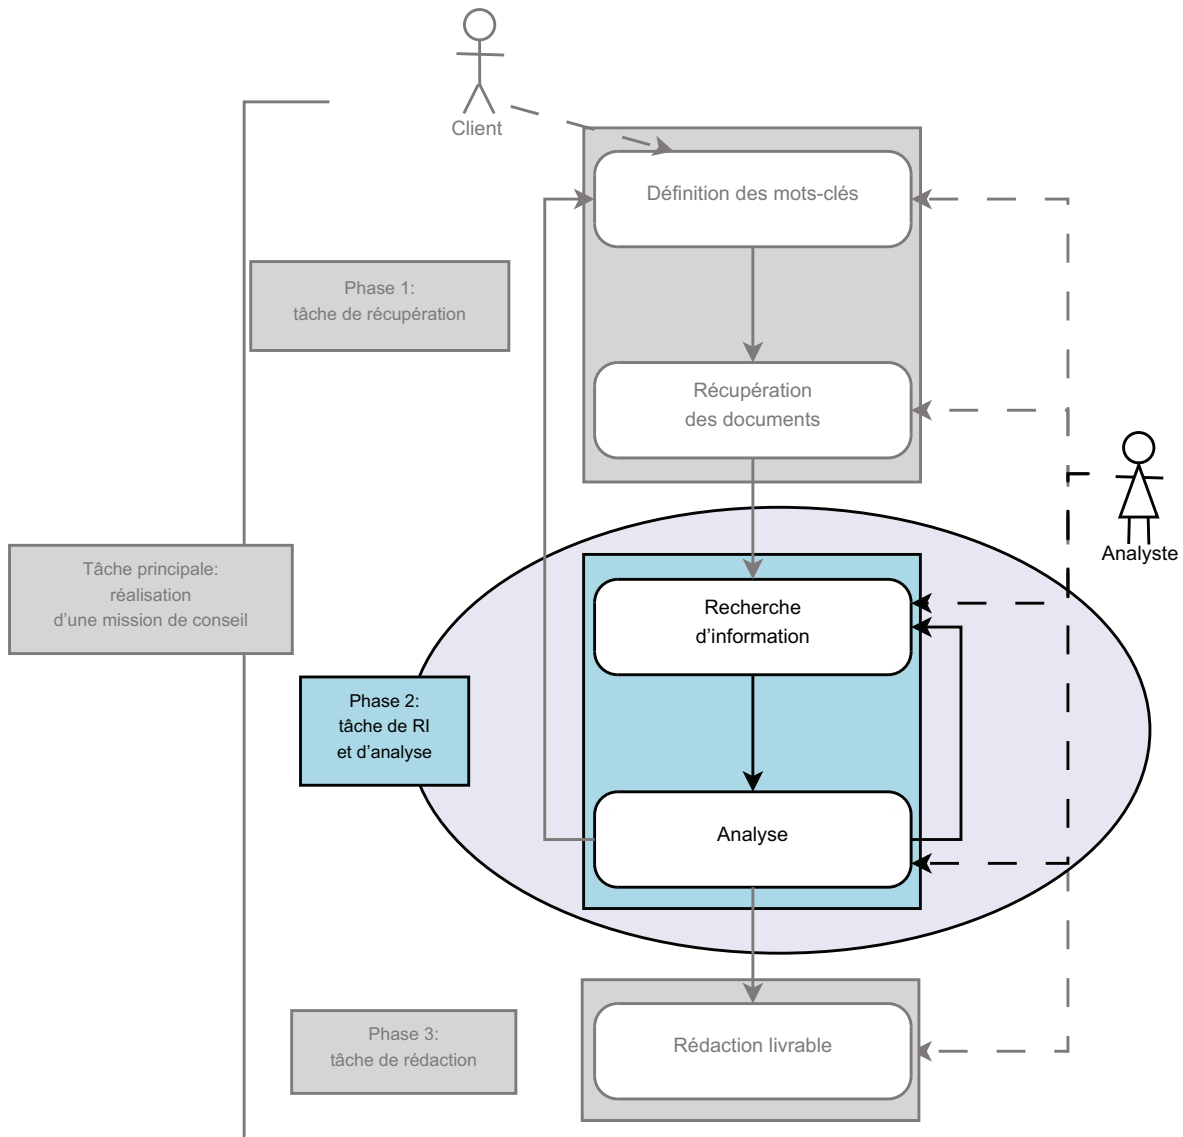 Client
Définition des mots-clés
Phase 1:
tâche de récupération
Récupération
des documents
Analyste
Tâche principale:
réalisation
d'une mission de conseil
Recherche
d'information
Phase 2:
tâche de RI
et d'analyse
Analyse
Phase 3:
tâche de rédaction
Rédaction livrable